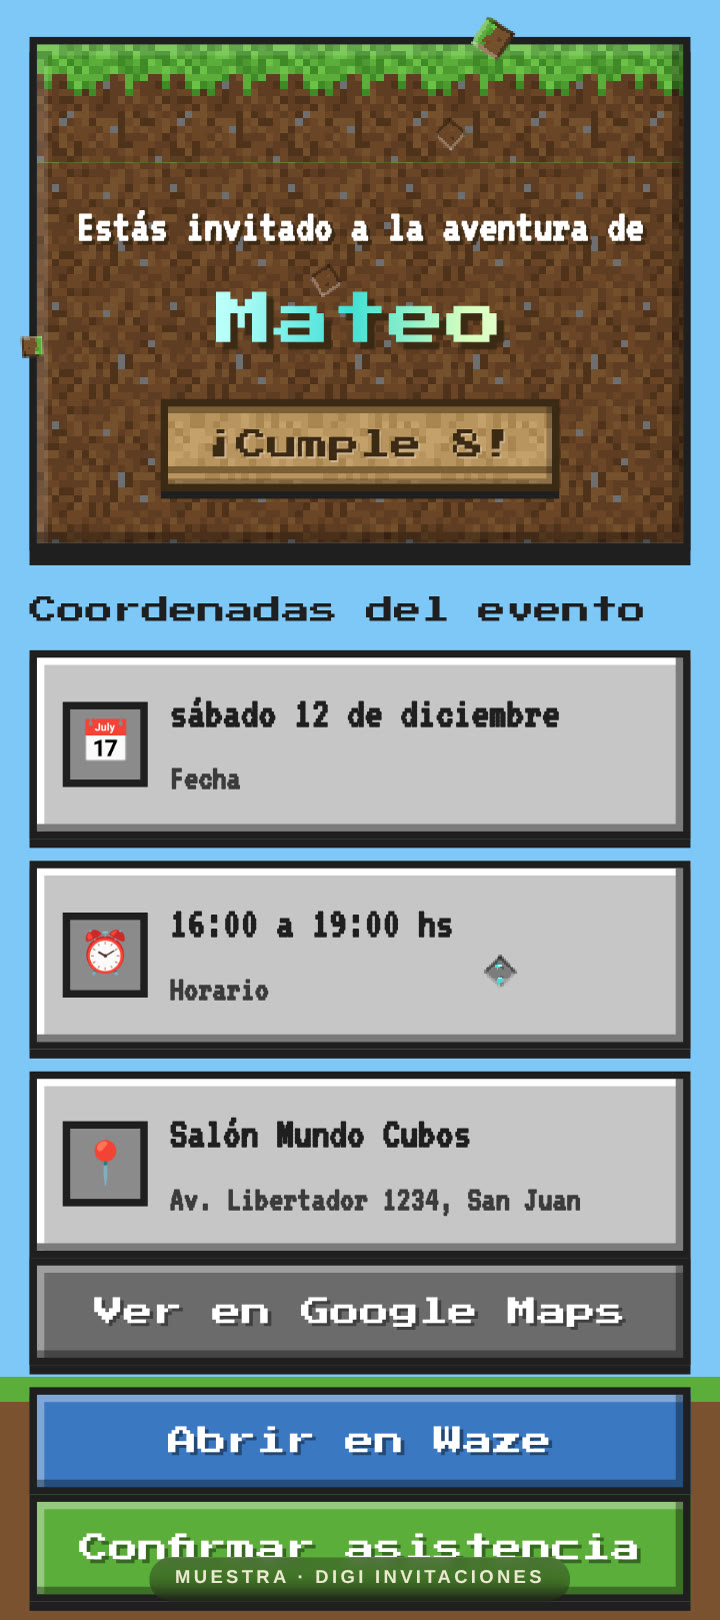 Estás invitado a la aventura de
Mateo
¡Cumple 8!
Coordenadas del evento
July
17
sábado 12 de diciembre
Fecha
16:00 a 19:00 hs
Horario
Salón Mundo Cubos
Av. Libertador 1234, San Juan
Ver en Google Maps
Abrir en Waze
Confirmar asistencia
MUESTRA · DIGI INVITACIONES